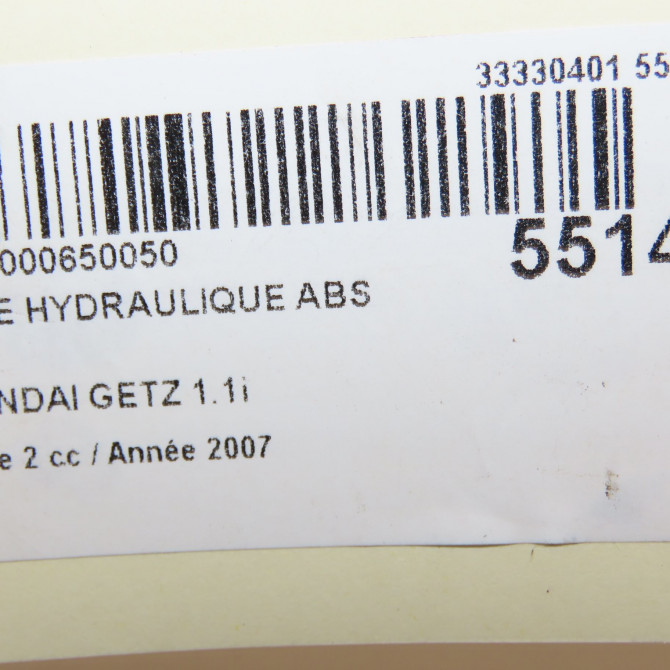 33330401 55
000650050
5514
E HYDRAULIQUE ABS
NDAI GETZ 1.1i
e 2 cc / Année 2007